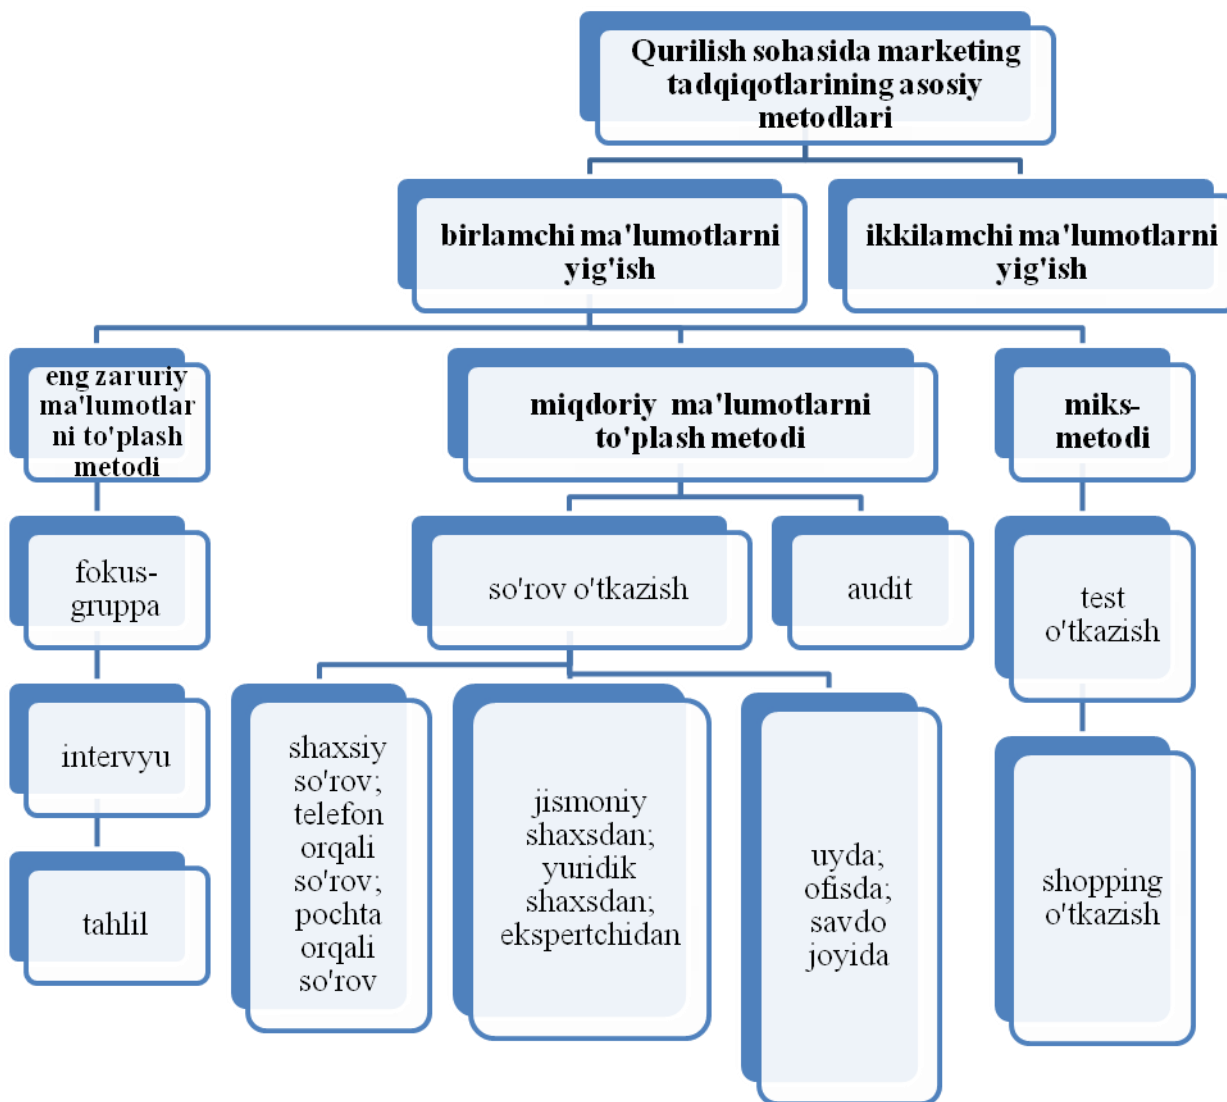 Qurilish sohasida marketing
tadqiqotlarining asosiy
metodlari
birlamchi ma'lumotlarni
yig'ish
ikkilamchi ma'lumotlarni
yig'ish
eng zaruriy
ma'lumotlar
ni to'plash
metodi
miqdoriy ma'lumotlarni
to'plash metodi
miks-
metodi
fokus-
gruppa
so'rov o'tkazish
audit
test
o'tkazish
intervyu
shaxsiy
so'rov;
telefon
orqali
so'rov;
pochta
orqali
so'rov
jismoniy
shaxsdan;
yuridik
shaxsdan;
ekspertchidan
uyda;
ofisda;
savdo
joyida
shopping
o'tkazish
tahlil